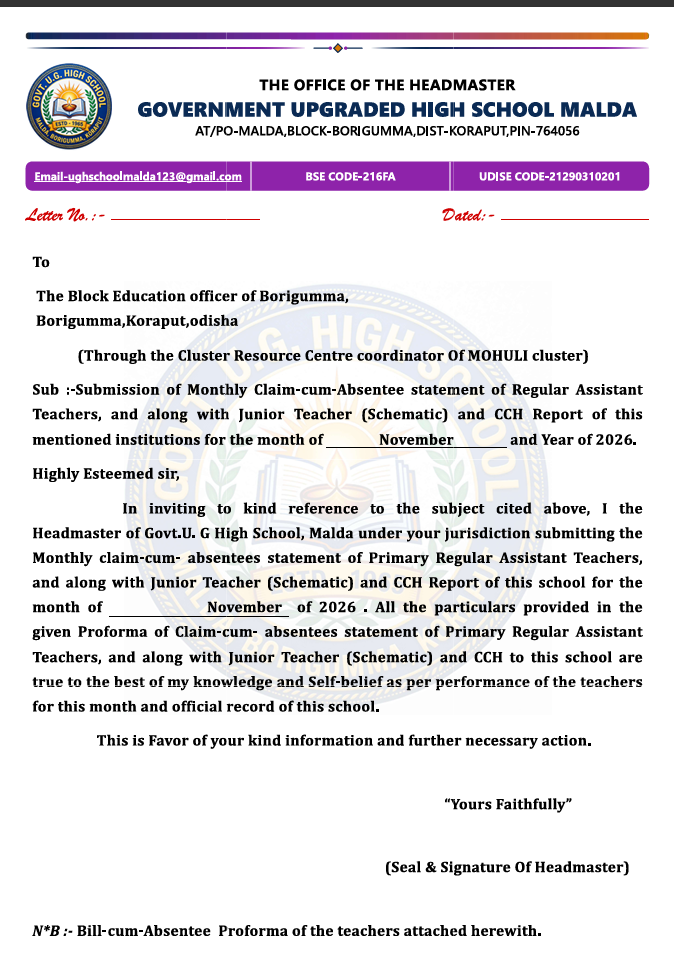 GOVT. U.G. HIGH SCHOOL
ESTD - 1965
MALDA, BORIGUMMA, KORAPUT
THE OFFICE OF THE HEADMASTER
GOVERNMENT UPGRADED HIGH SCHOOL MALDA
AT/PO-MALDA,BLOCK-BORIGUMMA,DIST-KORAPUT,PIN-764056
Email-ughschoolmalda123@gmail.com BSE CODE-216FA UDISE CODE-21290310201
Letter No.:- Dated:-
To
The Block Education officer of Borigumma,
Borigumma,Koraput,odisha
(Through the Cluster Resource Centre coordinator Of MOHULI cluster)
Sub :-Submission of Monthly Claim-cum-Absentee statement of Regular Assistant
Teachers, and along with Junior Teacher (Schematic) and CCH Report of this
mentioned institutions for the month of November and Year of 2026.
Highly Esteemed sir,
In inviting to kind reference to the subject cited above, I the
Headmaster of Govt.U. G High School, Malda under your jurisdiction submitting the
Monthly claim-cum- absentees statement of Primary Regular Assistant Teachers,
and along with Junior Teacher (Schematic) and CCH Report of this school for the
month of November of 2026 . All the particulars provided in the
given Proforma of Claim-cum- absentees statement of Primary Regular Assistant
Teachers, and along with Junior Teacher (Schematic) and CCH to this school are
true to the best of my knowledge and Self-belief as per performance of the teachers
for this month and official record of this school.
This is Favor of your kind information and further necessary action.
“Yours Faithfully”
(Seal & Signature Of Headmaster)
N*B :- Bill-cum-Absentee Proforma of the teachers attached herewith.